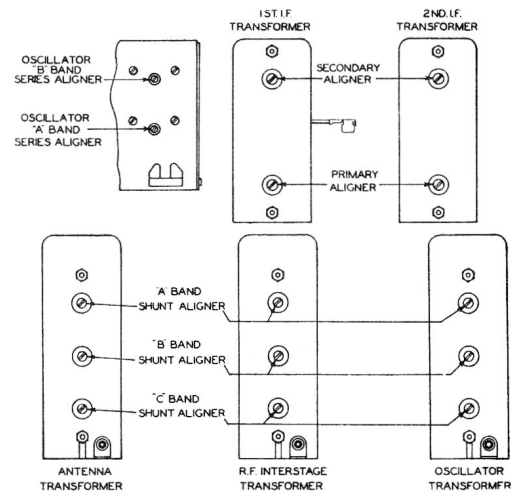 1ST. I.F.
TRANSFORMER
2ND. I.F.
TRANSFORMER
OSCILLATOR
"B" BAND
SERIES ALIGNER
OSCILLATOR
"A" BAND
SERIES ALIGNER
SECONDARY
ALIGNER
PRIMARY
ALIGNER
"A" BAND
SHUNT ALIGNER
"B" BAND
SHUNT ALIGNER
"C" BAND
SHUNT ALIGNER
ANTENNA
TRANSFORMER
R.F. INTERSTAGE
TRANSFORMER
OSCILLATOR
TRANSFORMER